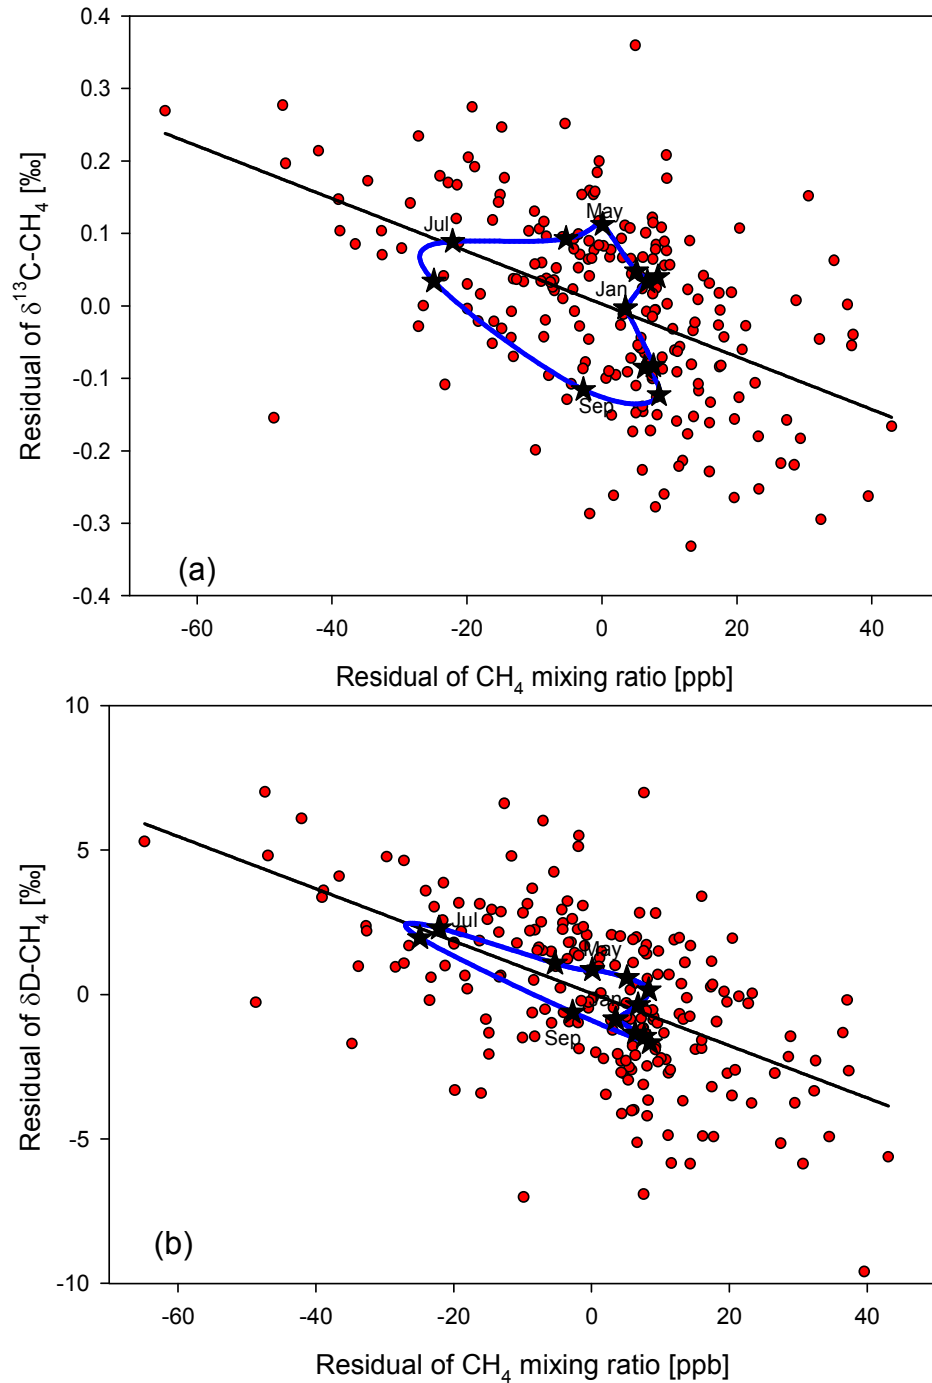 0.4
0.3
0.2
0.1
0.0
-0.1
-0.2
-0.3
-0.4
Residual of δ¹³C-CH₄ [‰]
May
Jul
Jan
Sep
(a)
-60 -40 -20 0 20 40
Residual of CH₄ mixing ratio [ppb]
10
5
0
-5
-10
Residual of δD-CH₄ [‰]
Jul
May
Jan
Sep
(b)
-60 -40 -20 0 20 40
Residual of CH₄ mixing ratio [ppb]